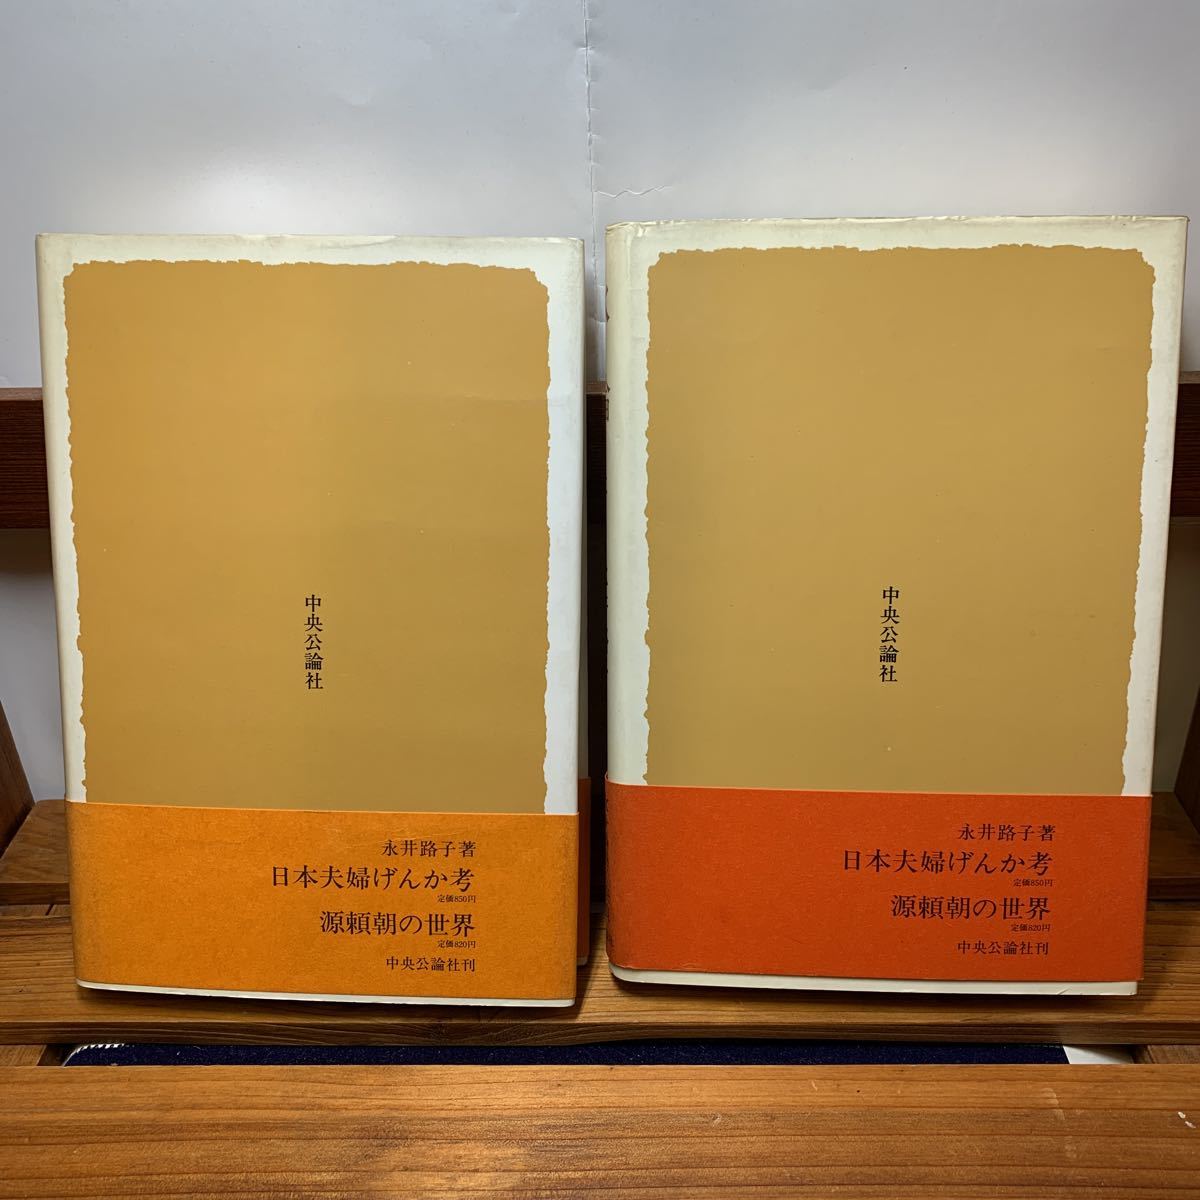 中央公論社
永井路子著
日本夫婦げんか考
定価850円
源頼朝の世界
定価820円
中央公論社刊
中央公論社
永井路子著
日本夫婦げんか考
定価850円
源頼朝の世界
定価820円
中央公論社刊